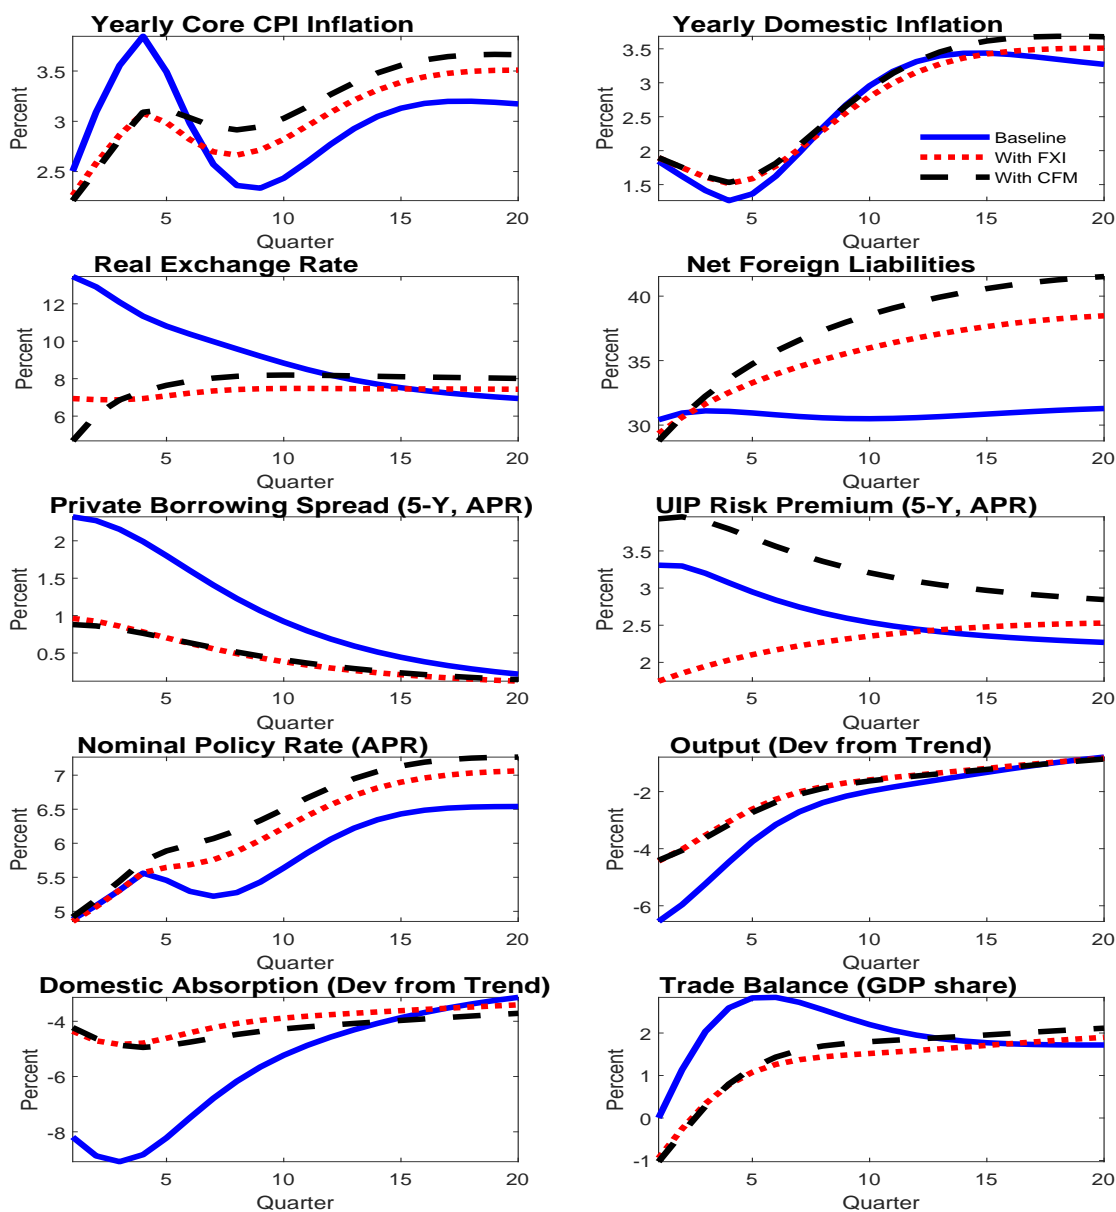 Yearly Core CPI Inflation
Percent
3.5
3
2.5
5
10
15
20
Quarter
Yearly Domestic Inflation
Percent
3.5
3
2.5
2
1.5
Baseline
With FXI
With CFM
5
10
15
20
Quarter
Real Exchange Rate
Percent
12
10
8
6
5
10
15
20
Quarter
Net Foreign Liabilities
Percent
40
35
30
5
10
15
20
Quarter
Private Borrowing Spread (5-Y, APR)
Percent
2
1.5
1
0.5
5
10
15
20
Quarter
UIP Risk Premium (5-Y, APR)
Percent
3.5
3
2.5
2
5
10
15
20
Quarter
Nominal Policy Rate (APR)
Percent
7
6.5
6
5.5
5
5
10
15
20
Quarter
Output (Dev from Trend)
Percent
-2
-4
-6
5
10
15
20
Quarter
Domestic Absorption (Dev from Trend)
Percent
-4
-6
-8
5
10
15
20
Quarter
Trade Balance (GDP share)
Percent
2
1
0
-1
5
10
15
20
Quarter